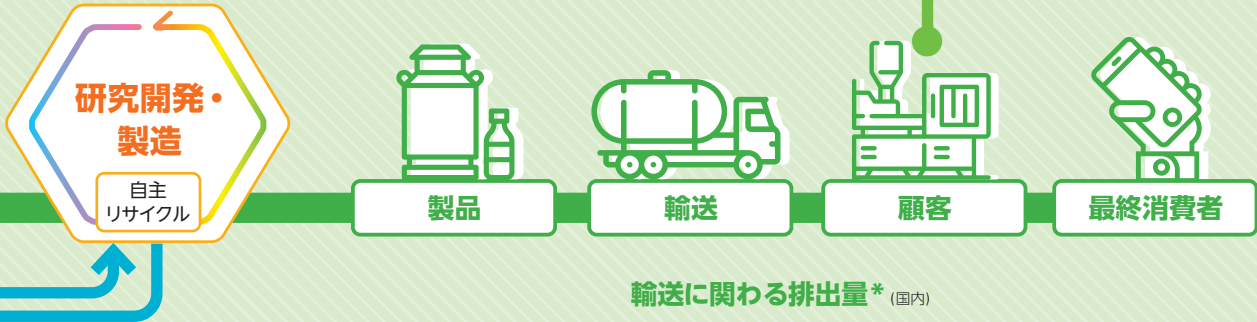 研究開発・
製造
自主
リサイクル
製品
輸送
顧客
最終消費者
輸送に関わる排出量* (国内)